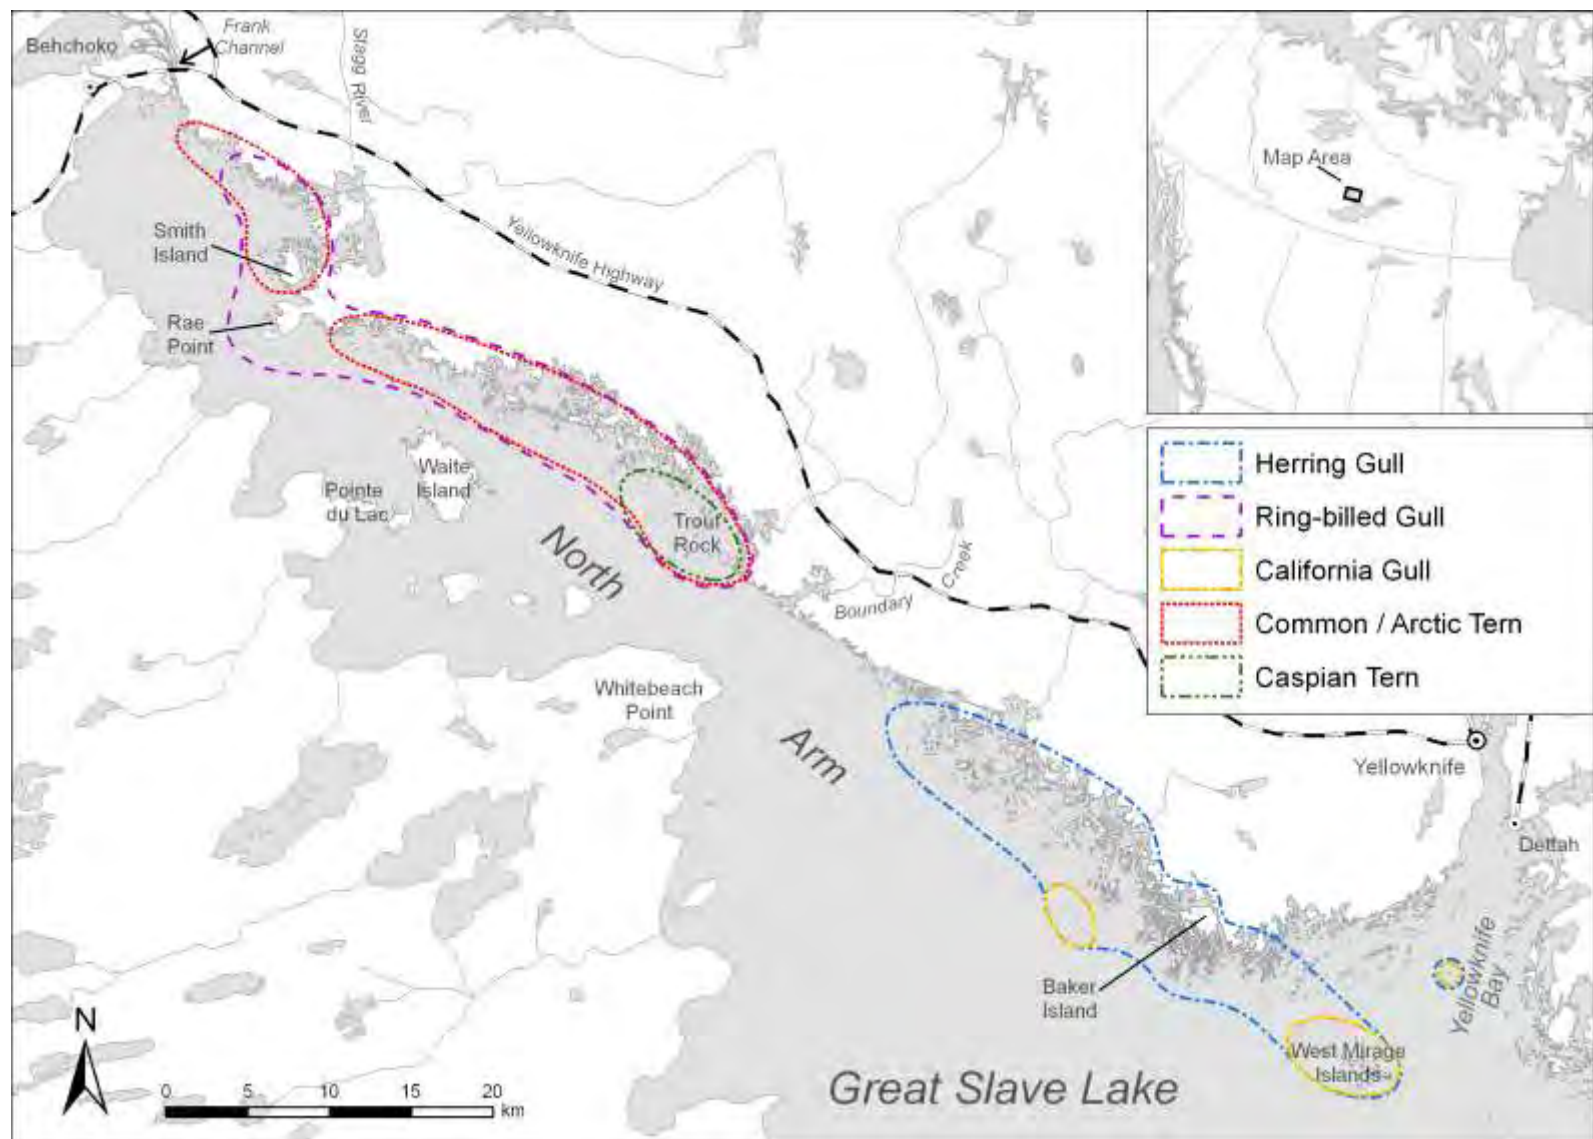 Behchoko
Frank
Channel
Stagg River
Map Area
Smith
Island
Yellowknife Highway
Rae
Point
Herring Gull
Ring-billed Gull
California Gull
Common / Arctic Tern
Caspian Tern
Waite
Island
Pointe
du Lac
Trout
Rock
North
Arm
Boundary
Creek
Whitebeach
Point
Yellowknife
Dettah
Baker
Island
Yellowknife
Bay
West Mirage
Islands
Great Slave Lake
N
0 5 10 15 20
km